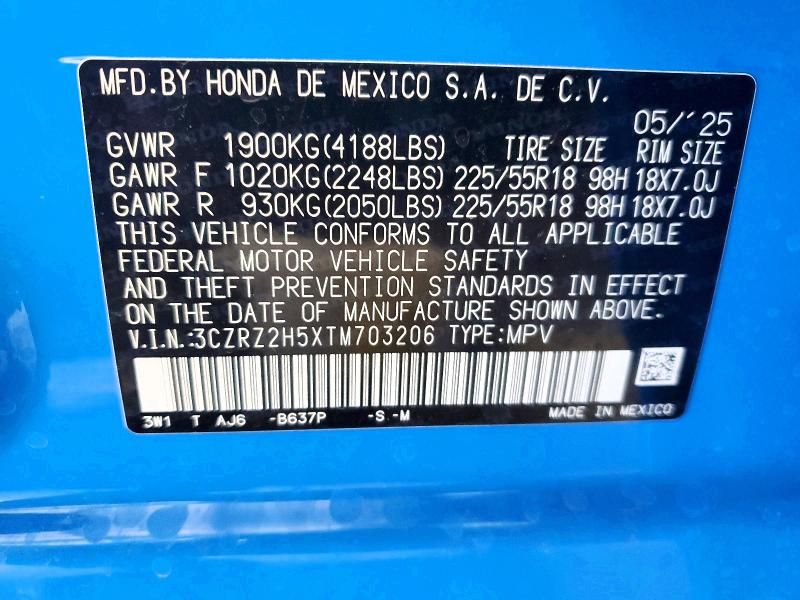 MFD.BY HONDA DE MEXICO S.A. DE C.V.
05/'25
GVWR 1900KG(4188LBS) TIRE SIZE RIM SIZE
GAWR F 1020KG(2248LBS) 225/55R18 98H 18X7.0J
GAWR R 930KG(2050LBS) 225/55R18 98H 18X7.0J
THIS VEHICLE CONFORMS TO ALL APPLICABLE
FEDERAL MOTOR VEHICLE SAFETY
AND THEFT PREVENTION STANDARDS IN EFFECT
ON THE DATE OF MANUFACTURE SHOWN ABOVE.
V.I.N.:3CZRZ2H5XTM703206 TYPE:MPV
3W1 T AJ6 -B637P -S -M MADE IN MEXICO